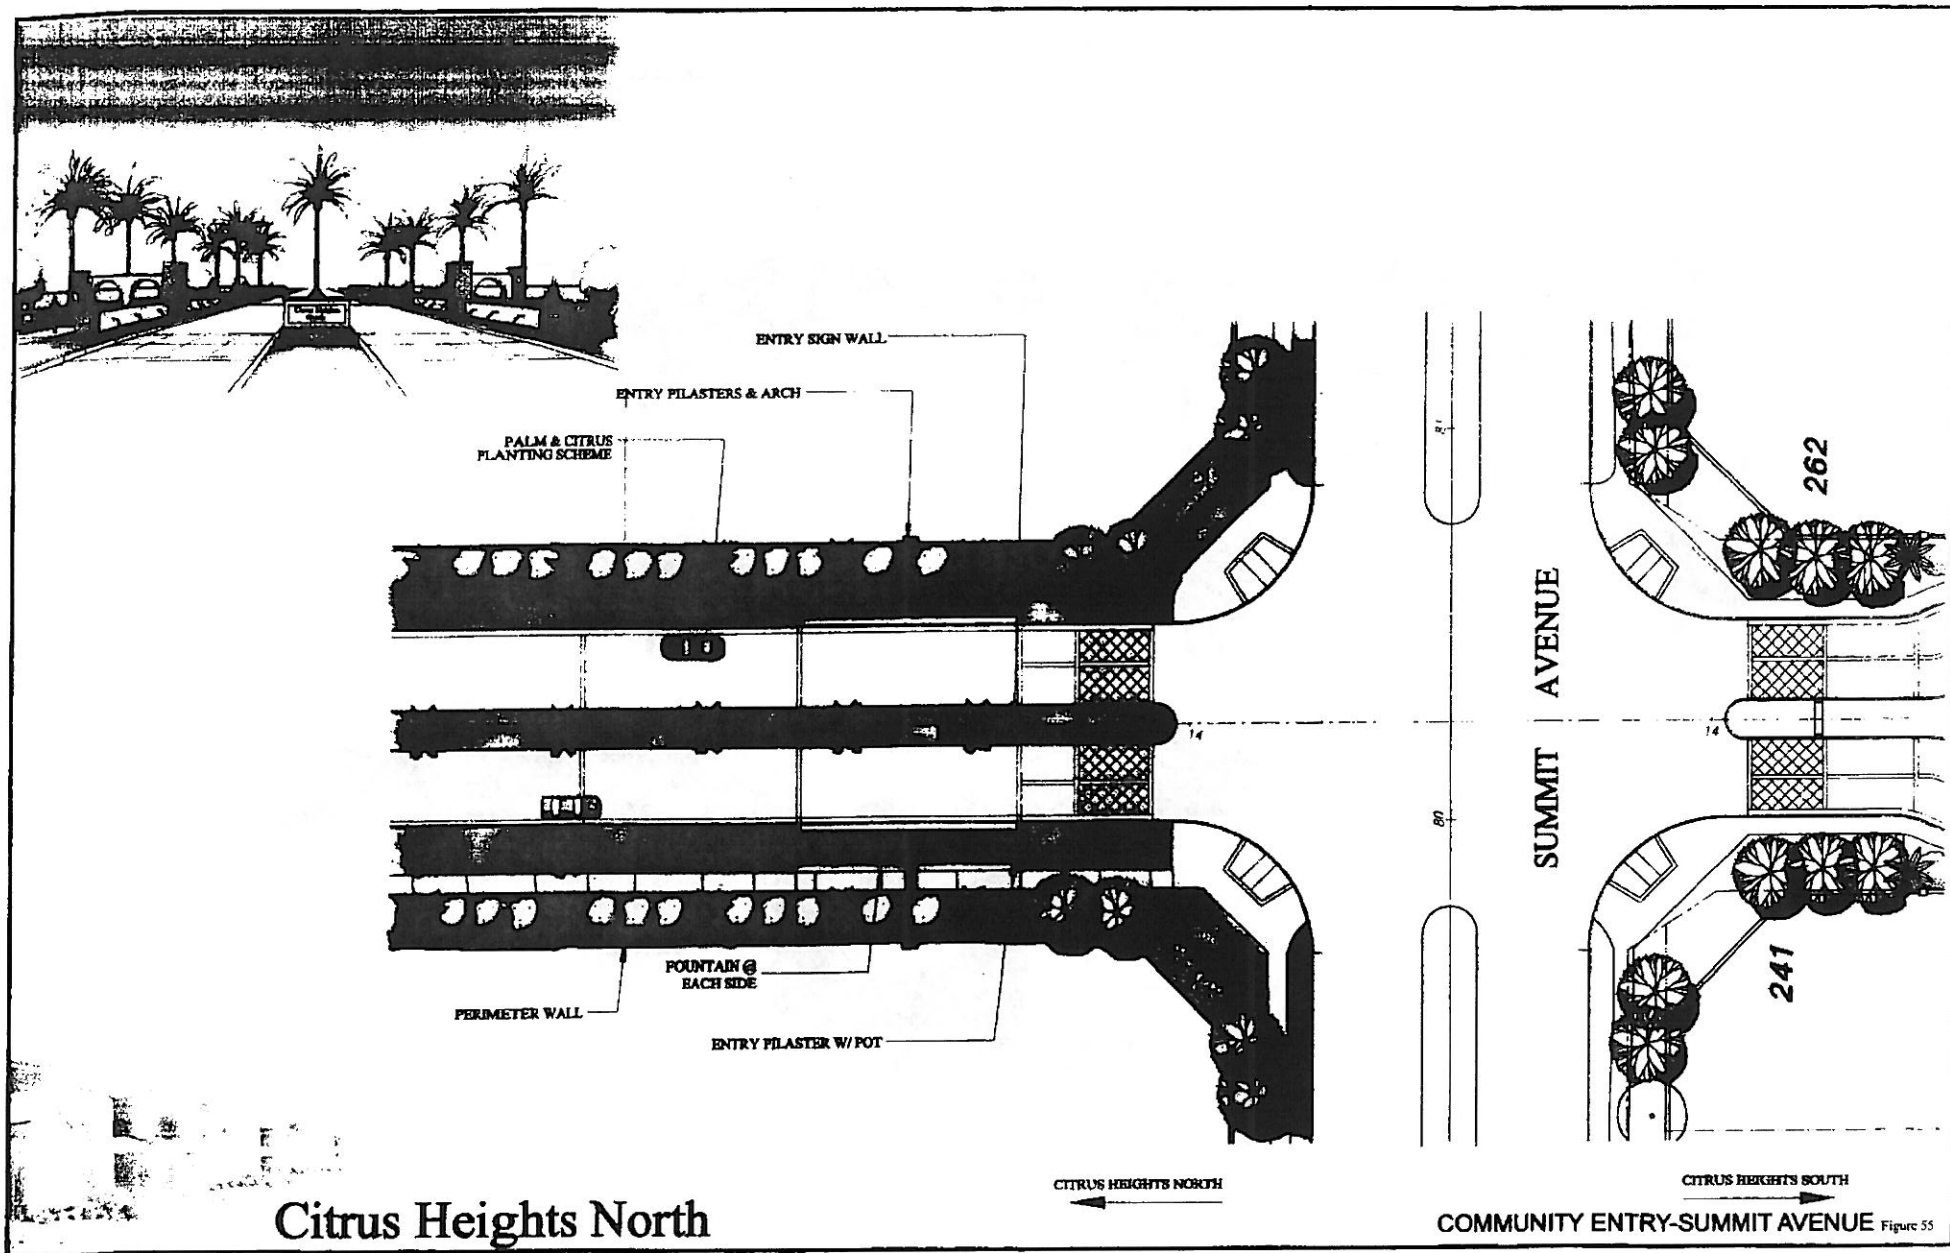 Citrus Heights
ENTRY SIGN WALL
ENTRY PILASTERS & ARCH
PALM & CITRUS
PLANTING SCHEME
262
SUMMIT AVENUE
14
14
80
241
FOUNTAIN @
EACH SIDE
PERIMETER WALL
ENTRY PILASTER W/ POT
CITRUS HEIGHTS NORTH
CITRUS HEIGHTS SOUTH
Citrus Heights North
COMMUNITY ENTRY-SUMMIT AVENUE Figure 55